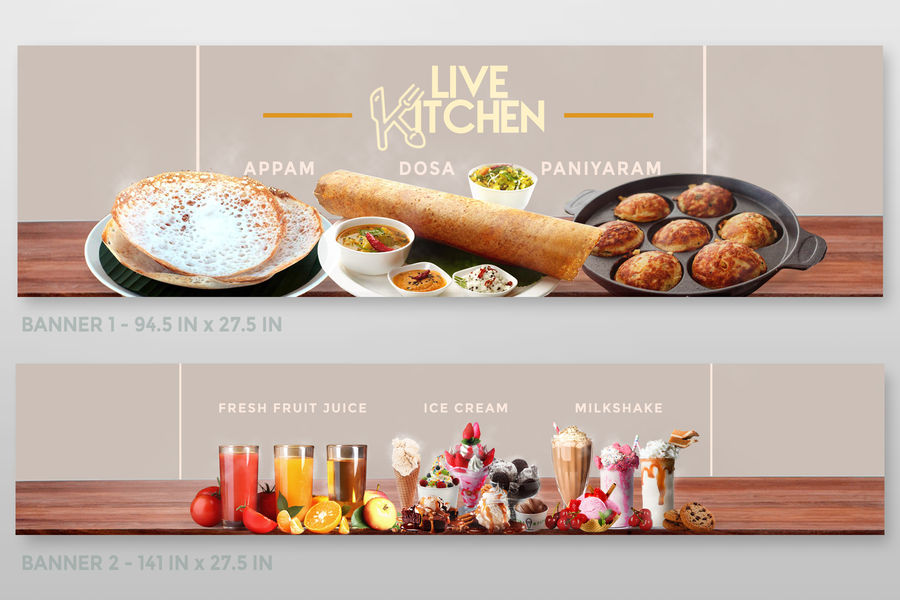 LIVE
KITCHEN
APPAM DOSA PANIYARAM
BANNER 1 - 94.5 IN x 27.5 IN
FRESH FRUIT JUICE ICE CREAM MILKSHAKE
BANNER 2 - 141 IN x 27.5 IN